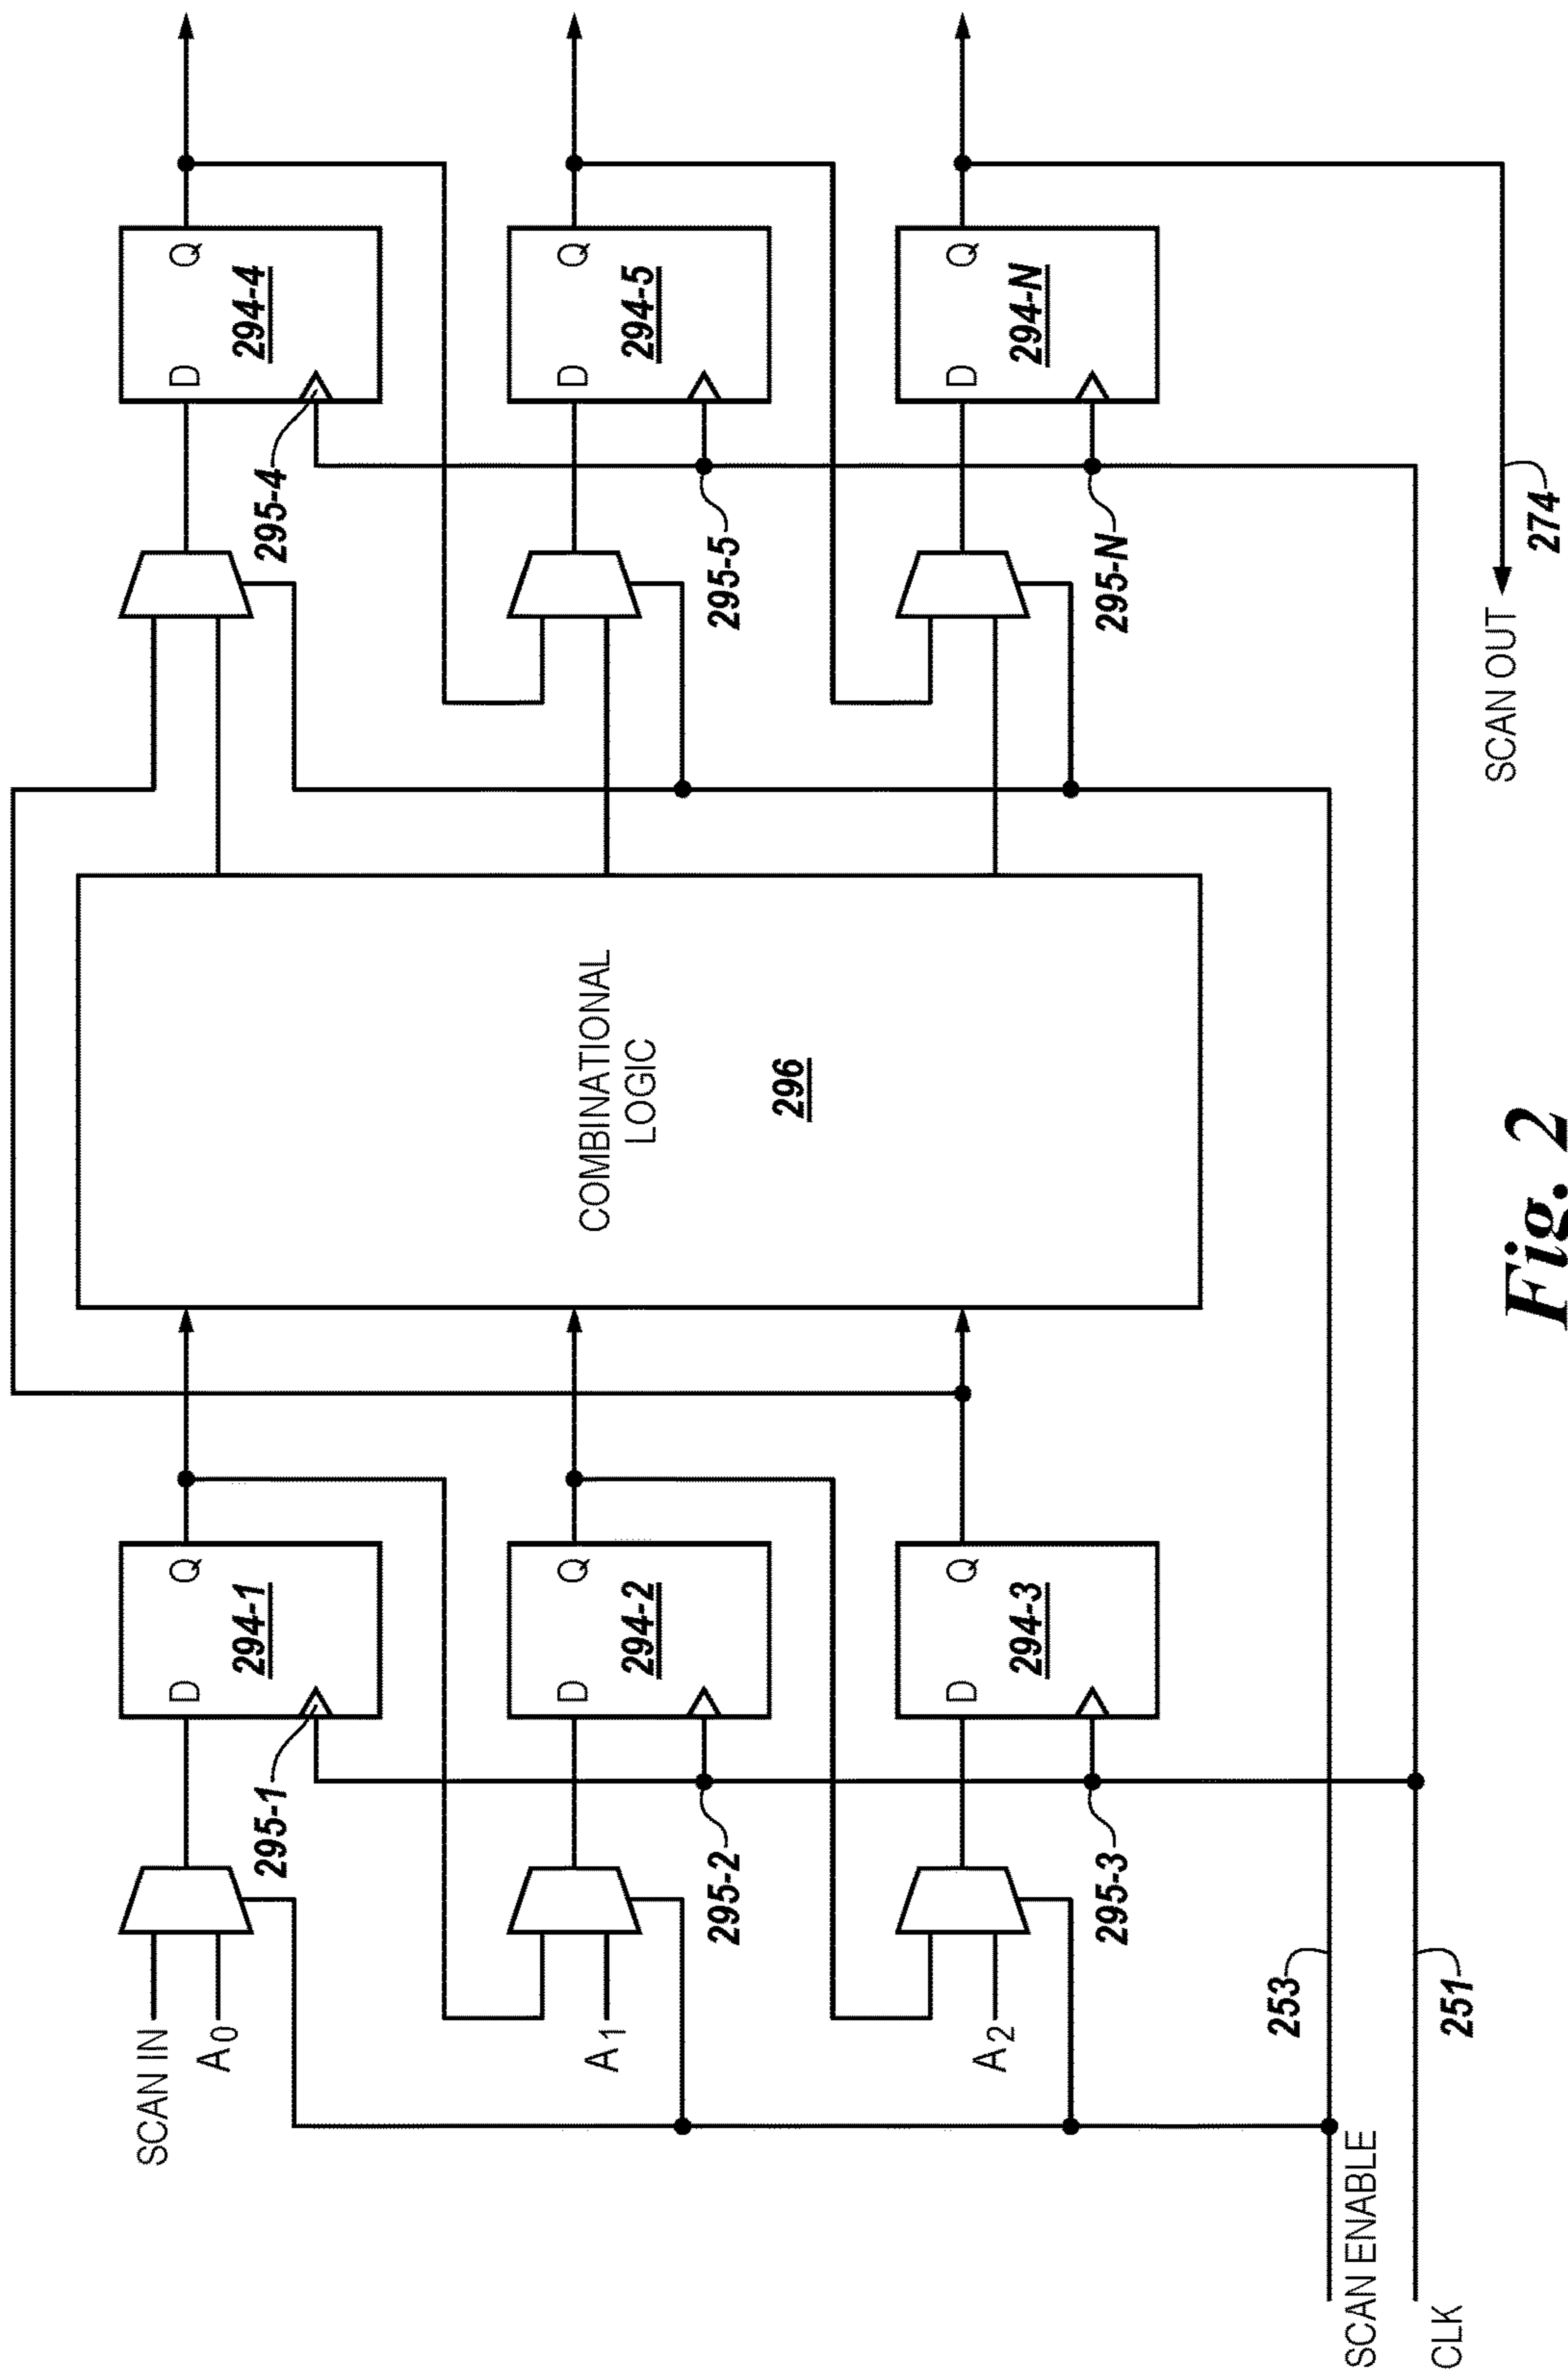 SCAN IN
A0
D
Q
294-1
295-1
A1
D
Q
294-2
295-2
A2
D
Q
294-3
295-3
COMBINATIONAL
LOGIC
296
D
Q
294-4
295-4
D
Q
294-5
295-5
D
Q
294-N
295-N
253
SCAN ENABLE
251
CLK
SCAN OUT
274
Fig. 2